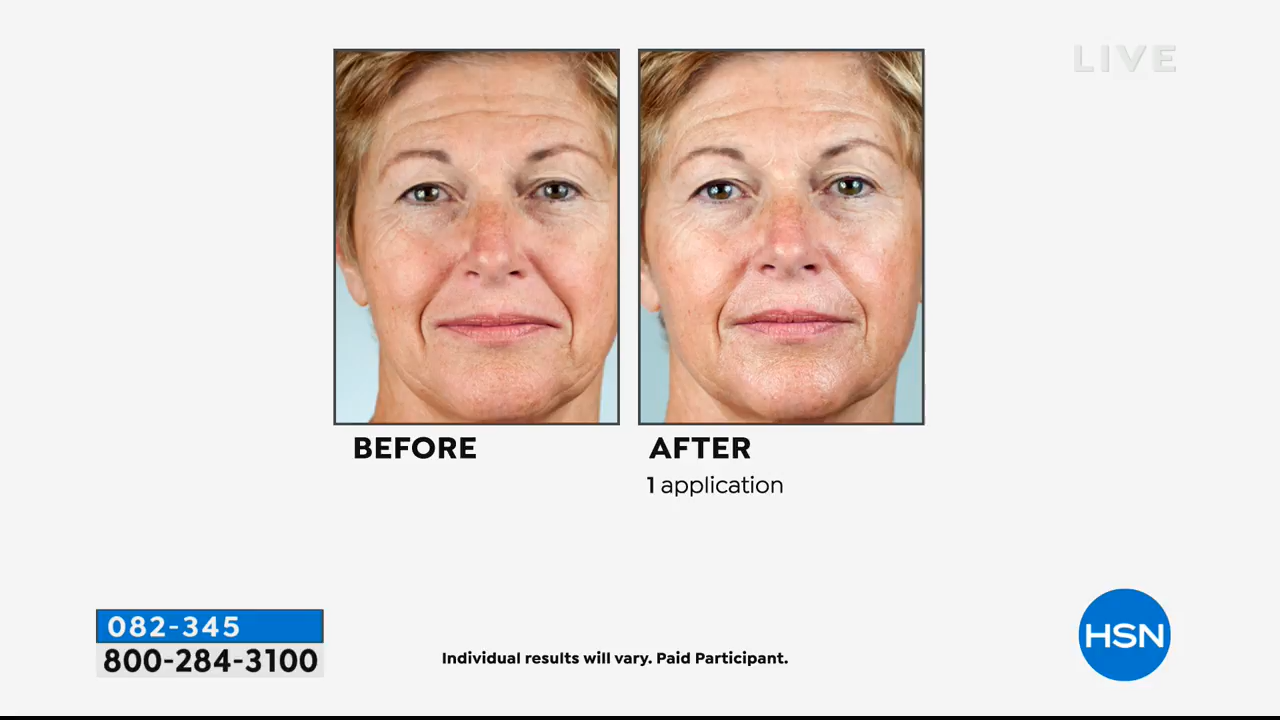 LIVE
BEFORE
AFTER
1 application
082-345
800-284-3100
Individual results will vary. Paid Participant.
HSN